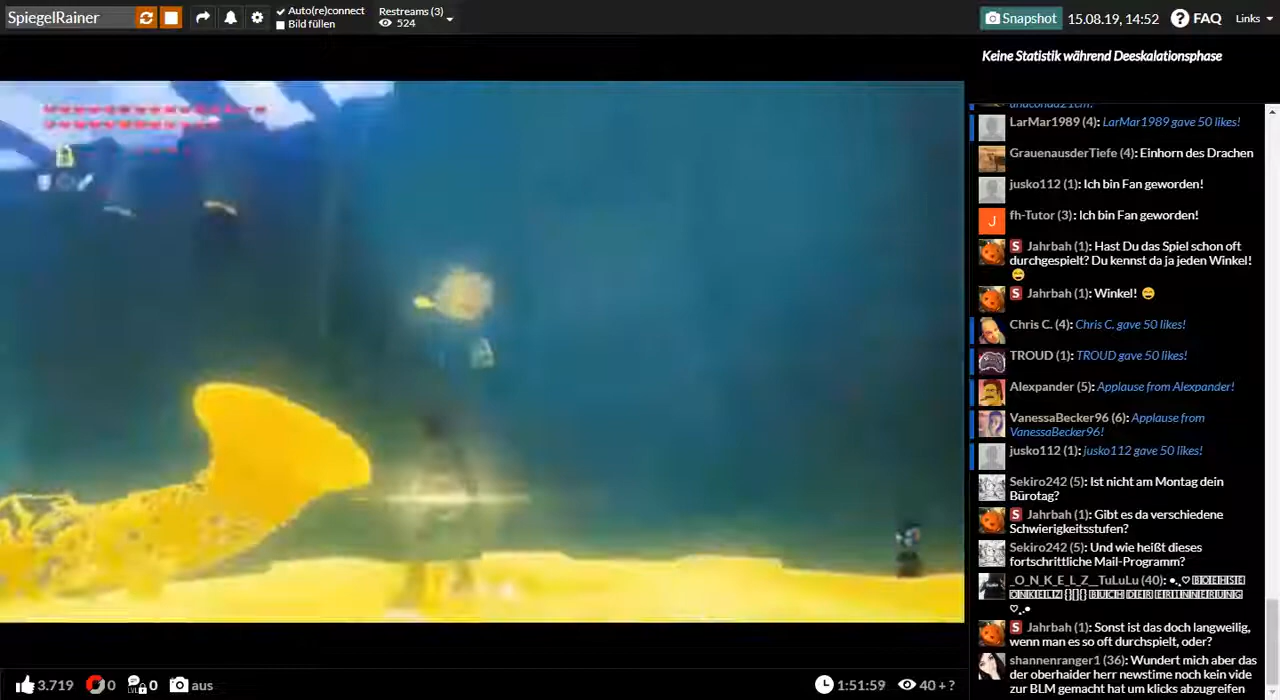 SpiegelRainer
Auto(re)connect
Bild füllen
Restreams (3)
524
Snapshot
15.08.19, 14:52
FAQ
Links
Keine Statistik während Deeskalationsphase
anaconda21cm!
LarMar1989 (4): LarMar1989 gave 50 likes!
GrauenausderTiefe (4): Einhorn des Drachen
jusko112 (1): Ich bin Fan geworden!
J
fh-Tutor (3): Ich bin Fan geworden!
S Jahrbah (1): Hast Du das Spiel schon oft
durchgespielt? Du kennst da ja jeden Winkel!
😄
S Jahrbah (1): Winkel! 😄
Chris C. (4): Chris C. gave 50 likes!
TROUD (1): TROUD gave 50 likes!
Alexpander (5): Applause from Alexpander!
VanessaBecker96 (6): Applause from
VanessaBecker96!
jusko112 (1): jusko112 gave 50 likes!
Sekiro242 (5): Ist nicht am Montag dein
Bürotag?
S Jahrbah (1): Gibt es da verschiedene
Schwierigkeitsstufen?
Sekiro242 (5): Und wie heißt dieses
fortschrittliche Mail-Programm?
_O_N_K_E_L_Z_TuLuLu (40): •.¸♡ 🄱🄾🄴🄷🅂🄴
🄾🄽🄺🄴🄻🅉 {}{}{} 🄱🅄🄲🄷 🄳🄴🅁 🄴🅁🄸🄽🄽🄴🅁🅄🄽🄶
♡¸.•
S Jahrbah (1): Sonst ist das doch langweilig,
wenn man es so oft durchspielt, oder?
shannenranger1 (36): Wundert mich aber das
der oberhaider herr newstime noch kein vide
zur BLM gemacht hat um klicks abzugreifen
3.719
0
LVL
0
aus
1:51:59
40 + ?